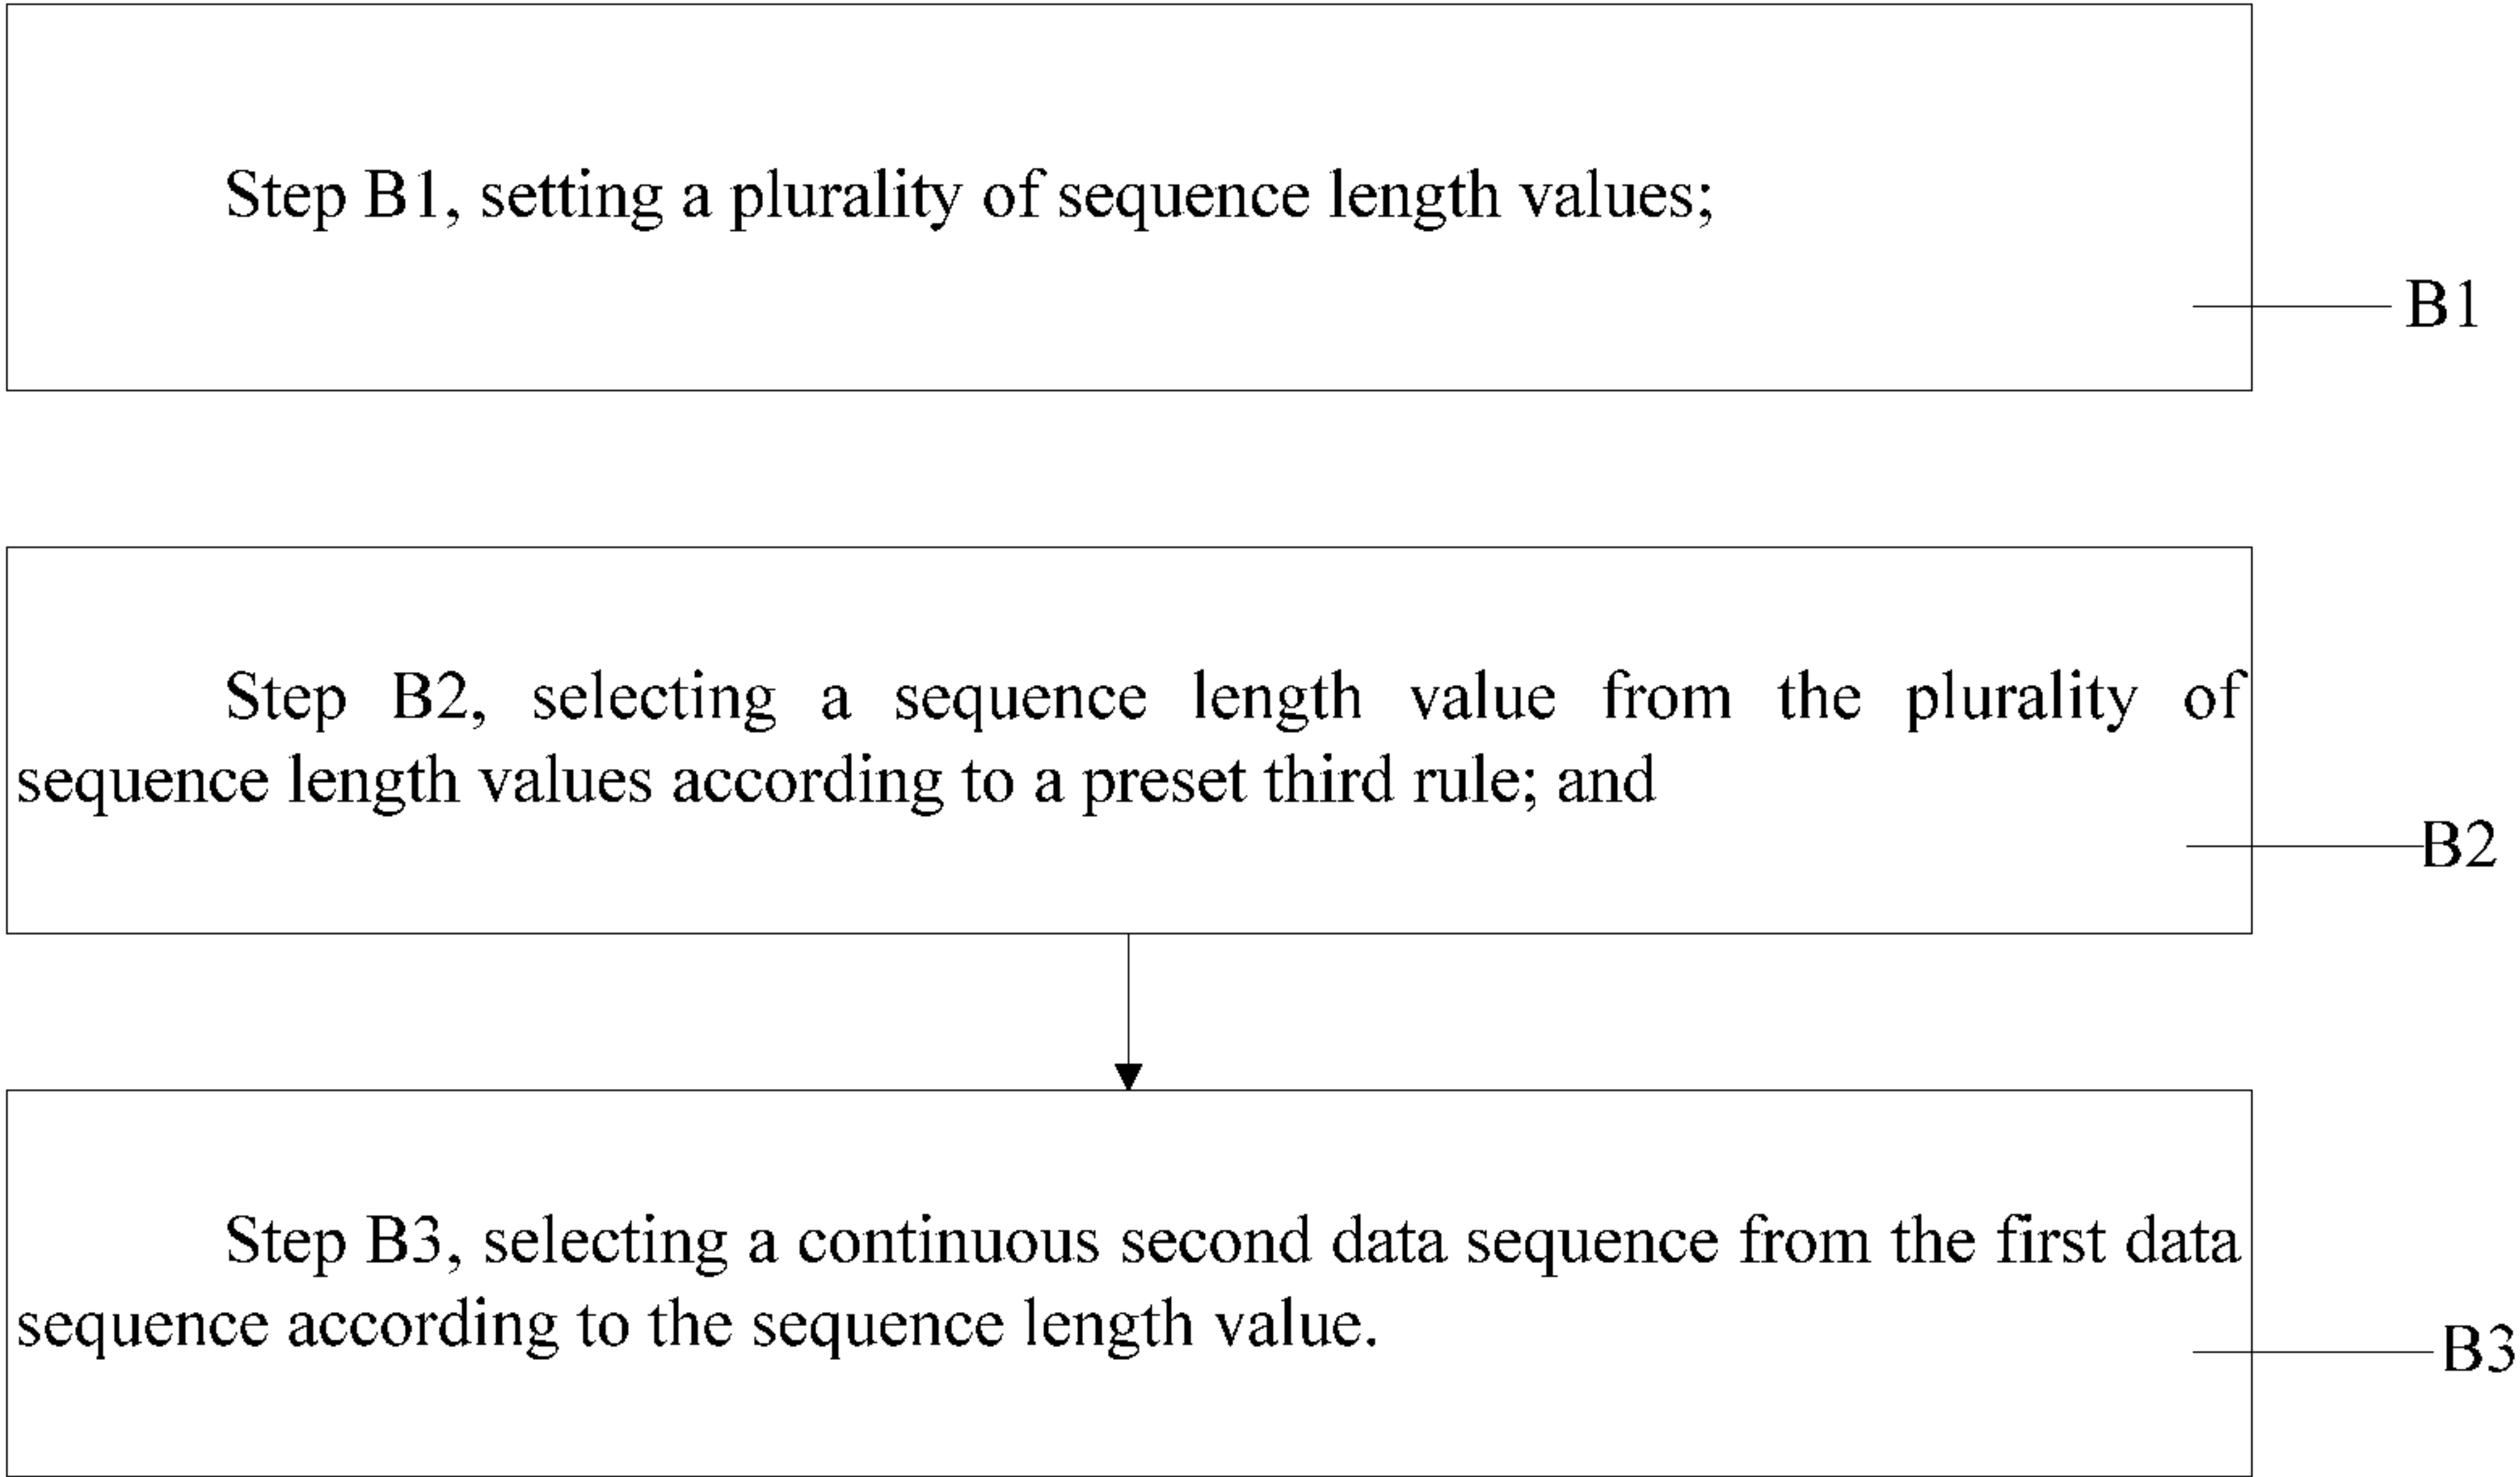 Step B1, setting a plurality of sequence length values;
B1
Step B2, selecting a sequence length value from the plurality of
sequence length values according to a preset third rule; and
B2
Step B3, selecting a continuous second data sequence from the first data
sequence according to the sequence length value.
B3